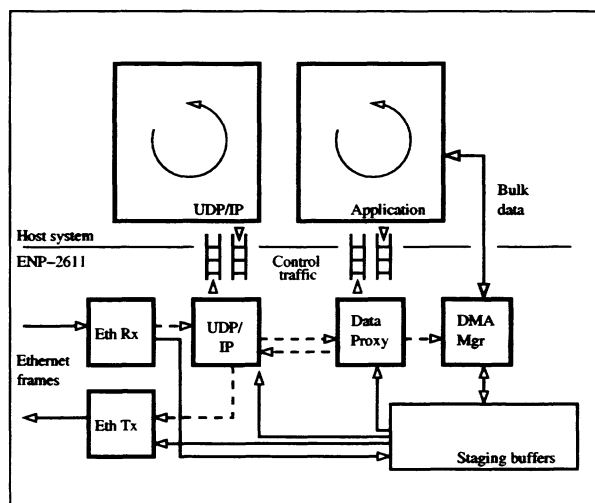 UDP/IP
Application
Bulk
data
Host system
ENP-2611
Control
traffic
Eth Rx
UDP/
IP
Data
Proxy
DMA
Mgr
Ethernet
frames
Eth Tx
Staging buffers